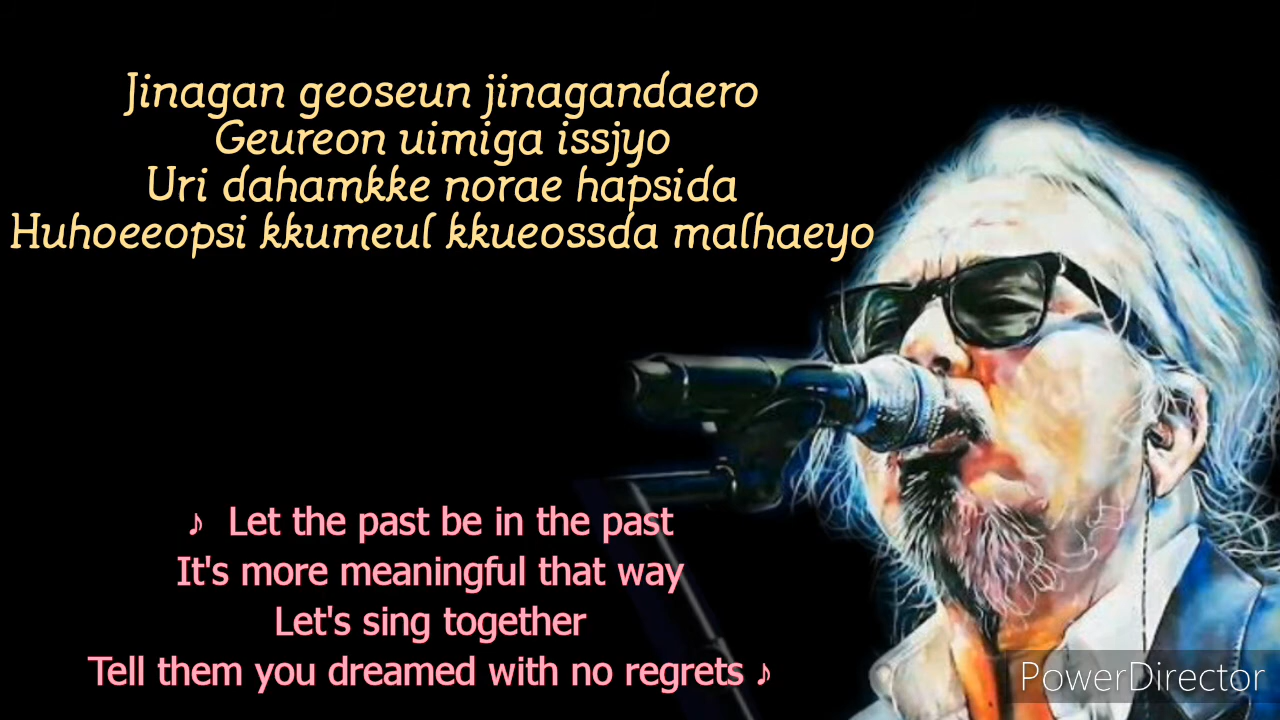 Jinagan geoseun jinagandaero
Geureon uimiga issjyo
Uri dahamkke norae hapsida
Huhoeeopsi kkumeul kkueossda malhaeyo
♪ Let the past be in the past
It's more meaningful that way
Let's sing together
Tell them you dreamed with no regrets ♪
PowerDirector